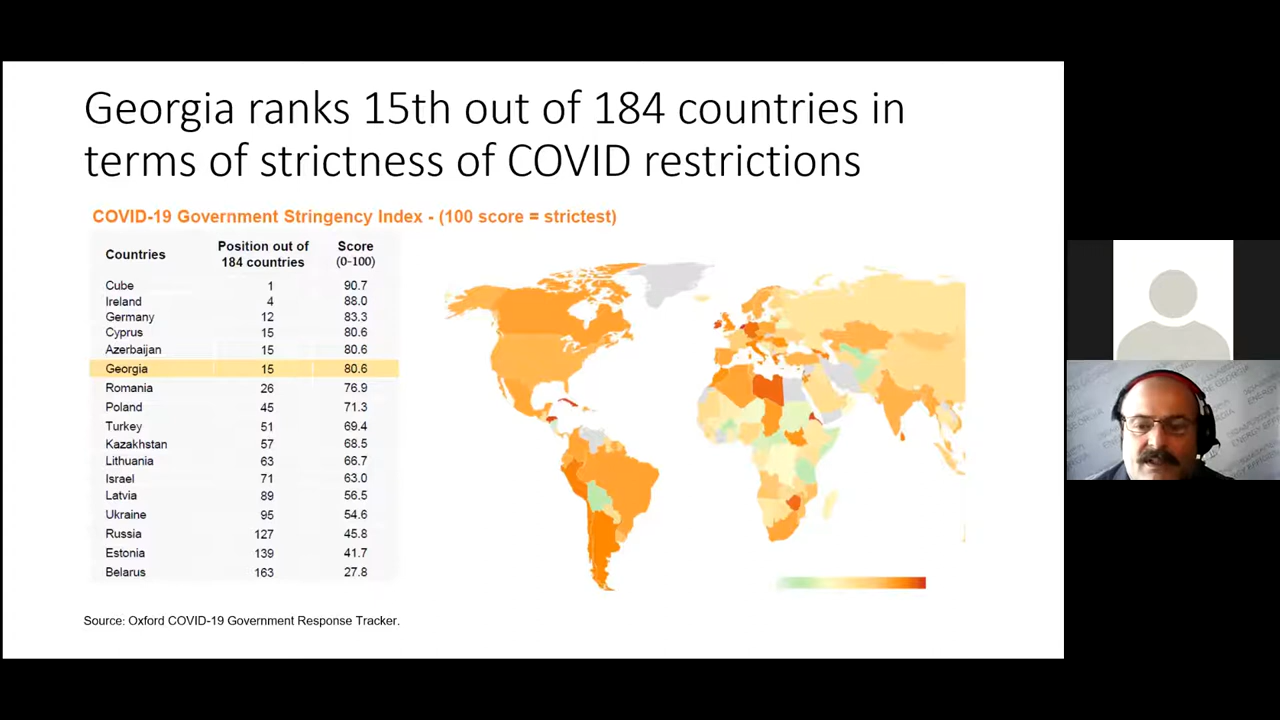 Georgia ranks 15th out of 184 countries in
terms of strictness of COVID restrictions
COVID-19 Government Stringency Index - (100 score = strictest)
Countries Position out of 184 countries Score (0-100)
Cube 1 90.7
Ireland 4 88.0
Germany 12 83.3
Cyprus 15 80.6
Azerbaijan 15 80.6
Georgia 15 80.6
Romania 26 76.9
Poland 45 71.3
Turkey 51 69.4
Kazakhstan 57 68.5
Lithuania 63 66.7
Israel 71 63.0
Latvia 89 56.5
Ukraine 95 54.6
Russia 127 45.8
Estonia 139 41.7
Belarus 163 27.8
Source: Oxford COVID-19 Government Response Tracker.